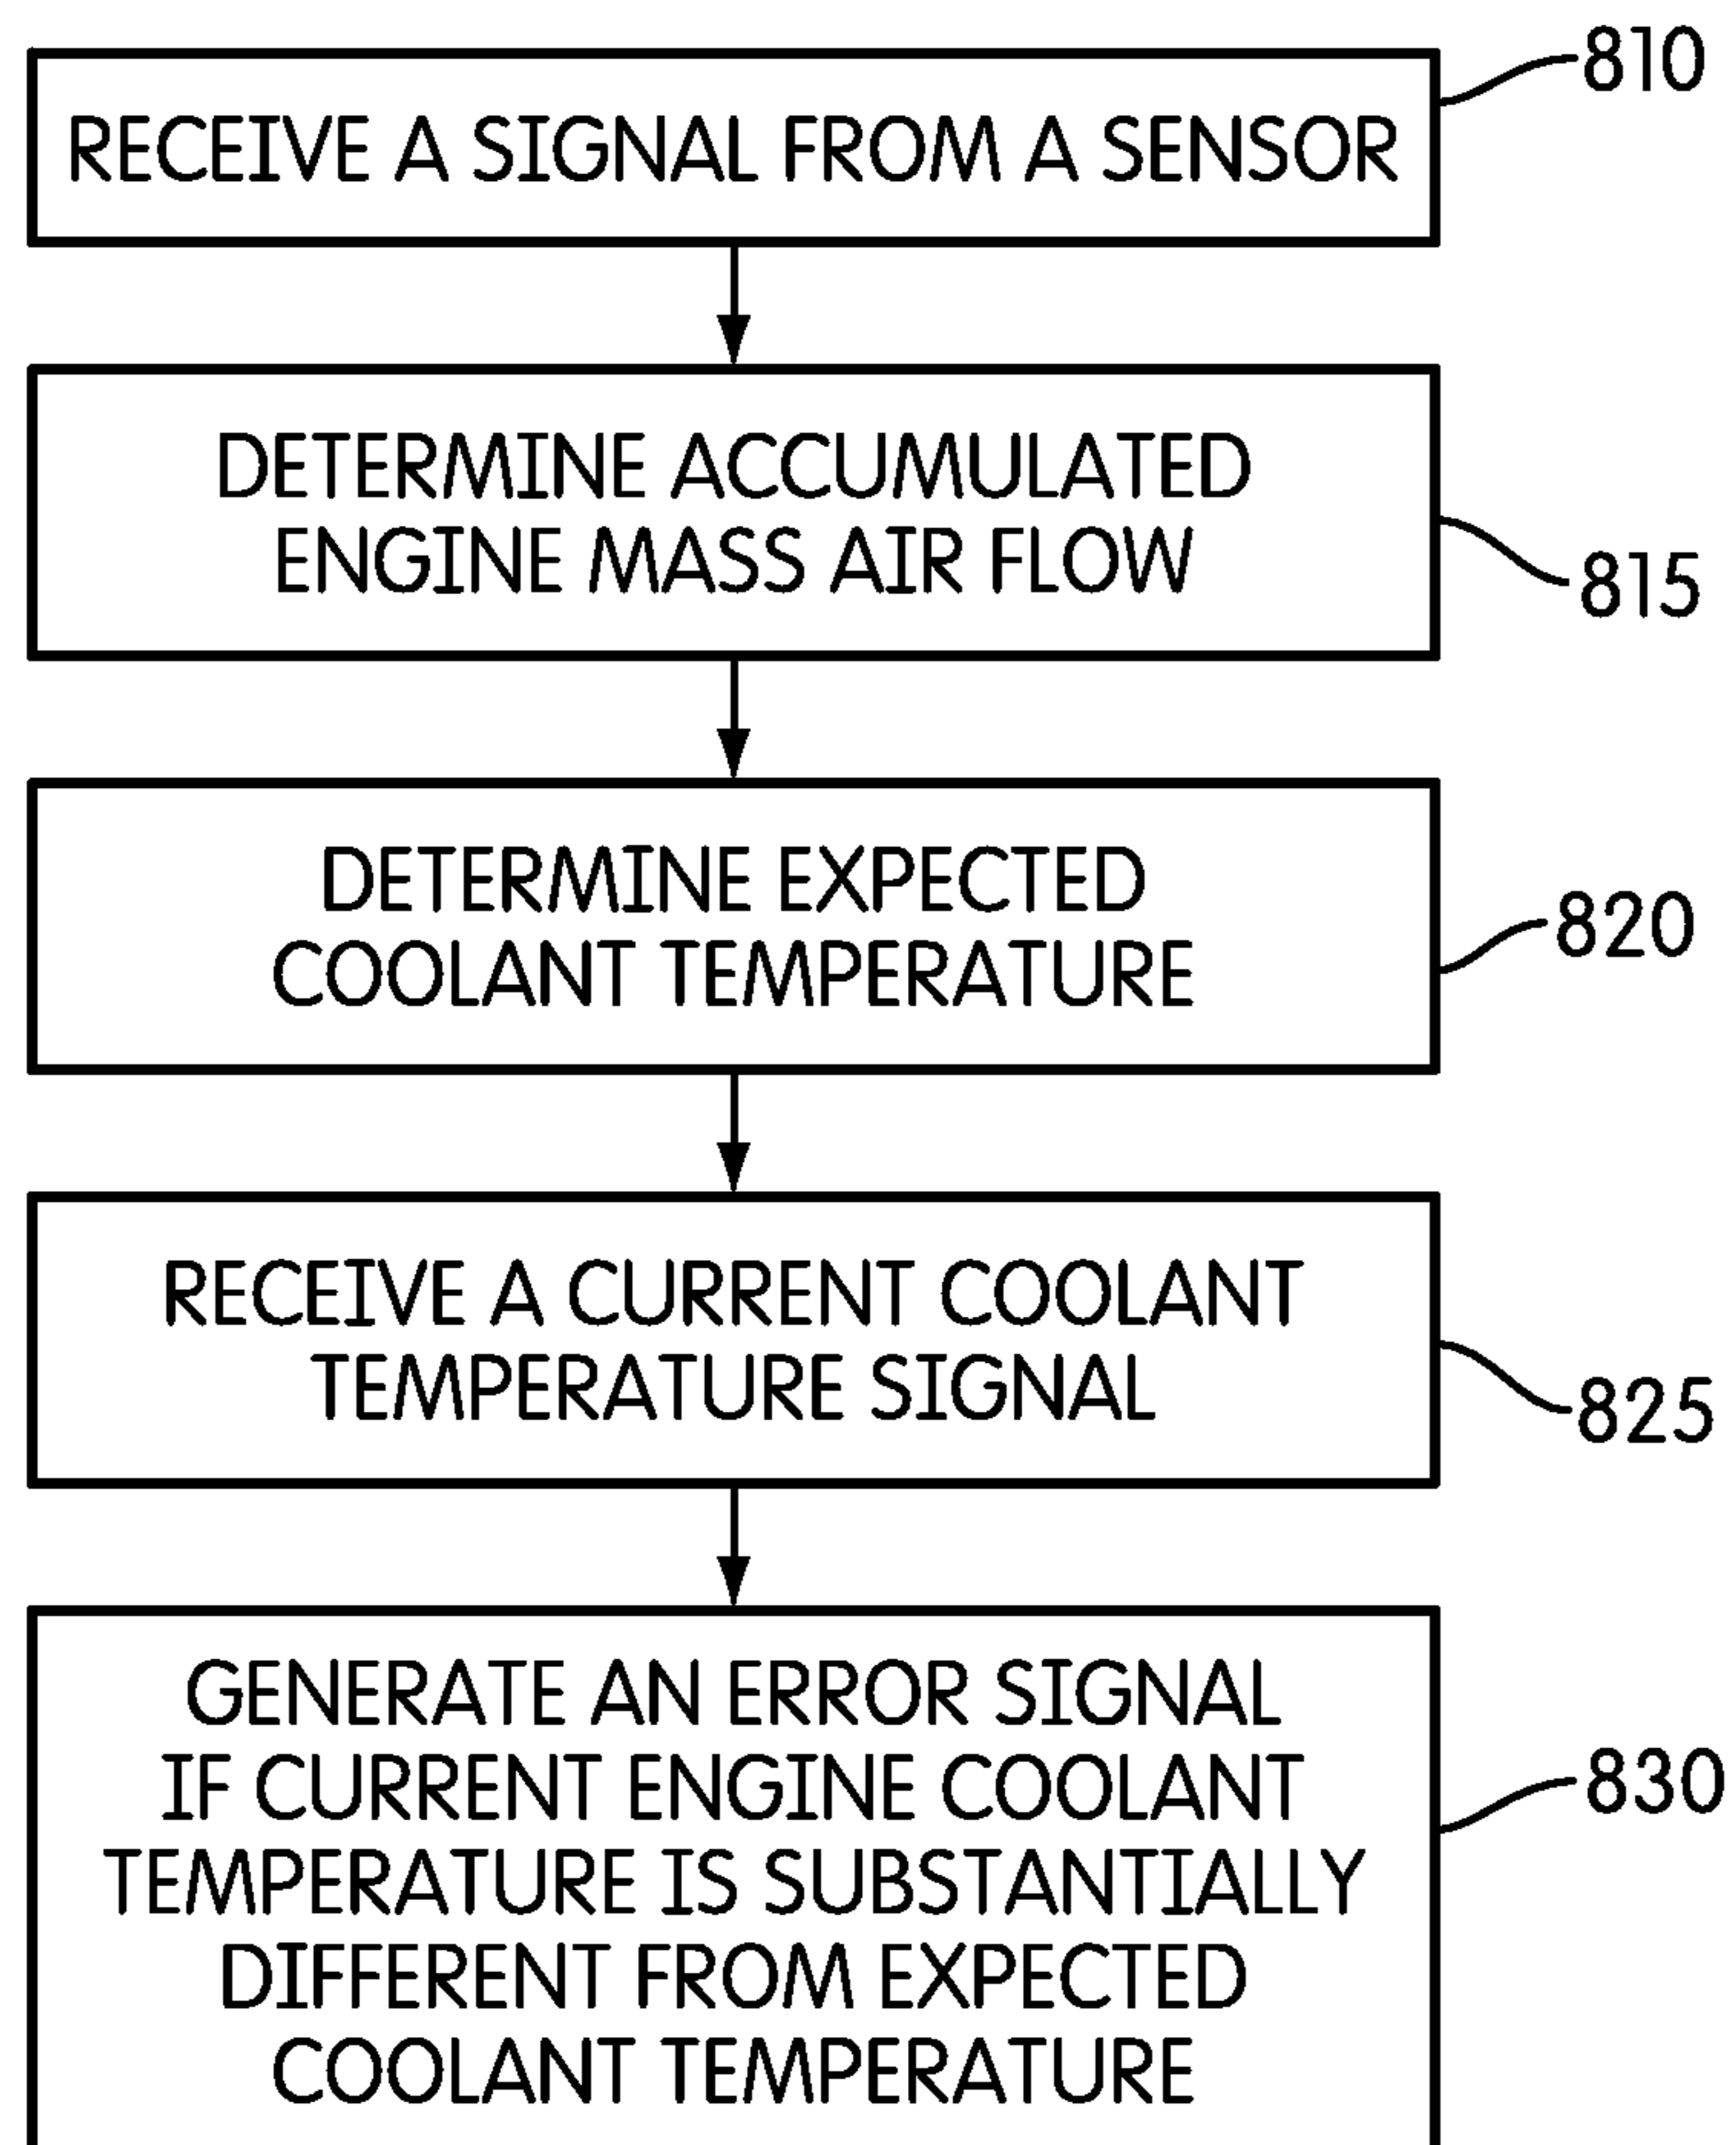 810
RECEIVE A SIGNAL FROM A SENSOR
DETERMINE ACCUMULATED
ENGINE MASS AIR FLOW
815
DETERMINE EXPECTED
COOLANT TEMPERATURE
820
RECEIVE A CURRENT COOLANT
TEMPERATURE SIGNAL
825
GENERATE AN ERROR SIGNAL
IF CURRENT ENGINE COOLANT
TEMPERATURE IS SUBSTANTIALLY
DIFFERENT FROM EXPECTED
COOLANT TEMPERATURE
830